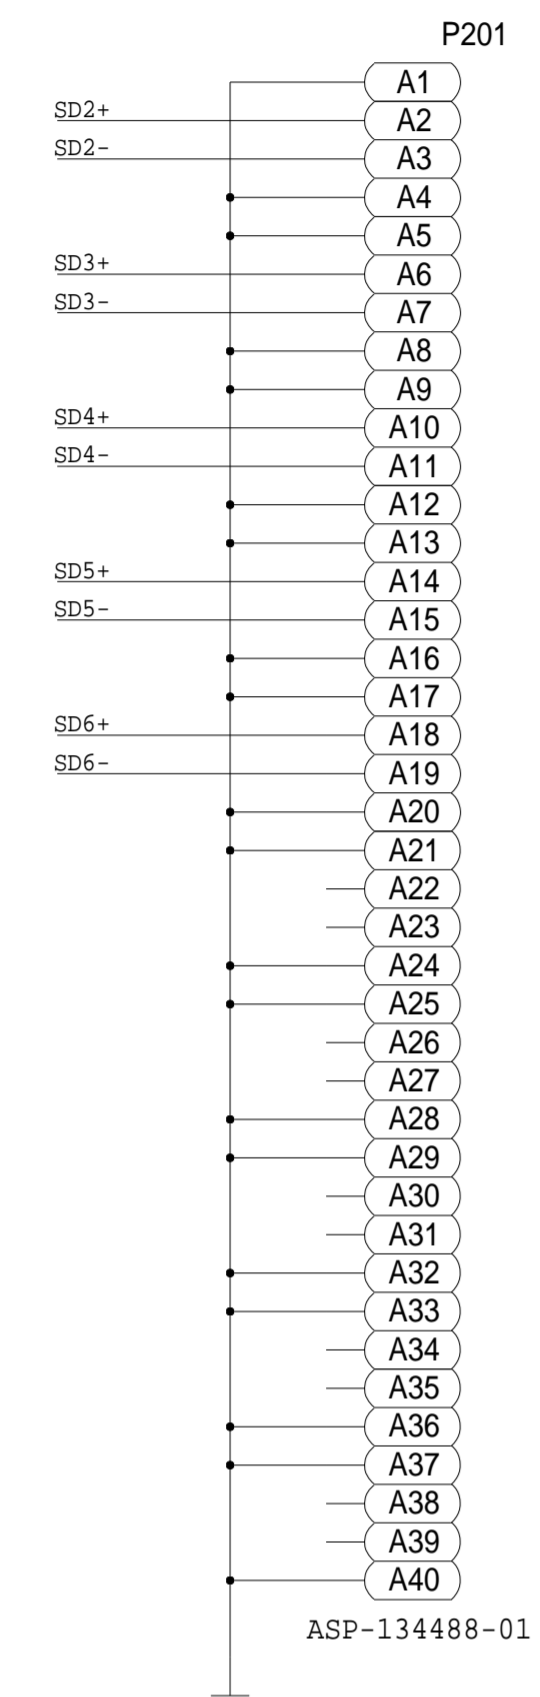 P201
A1
SD2+ A2
SD2- A3
A4
A5
SD3+ A6
SD3- A7
A8
A9
SD4+ A10
SD4- A11
A12
A13
SD5+ A14
SD5- A15
A16
A17
SD6+ A18
SD6- A19
A20
A21
A22
A23
A24
A25
A26
A27
A28
A29
A30
A31
A32
A33
A34
A35
A36
A37
A38
A39
A40
ASP-134488-01